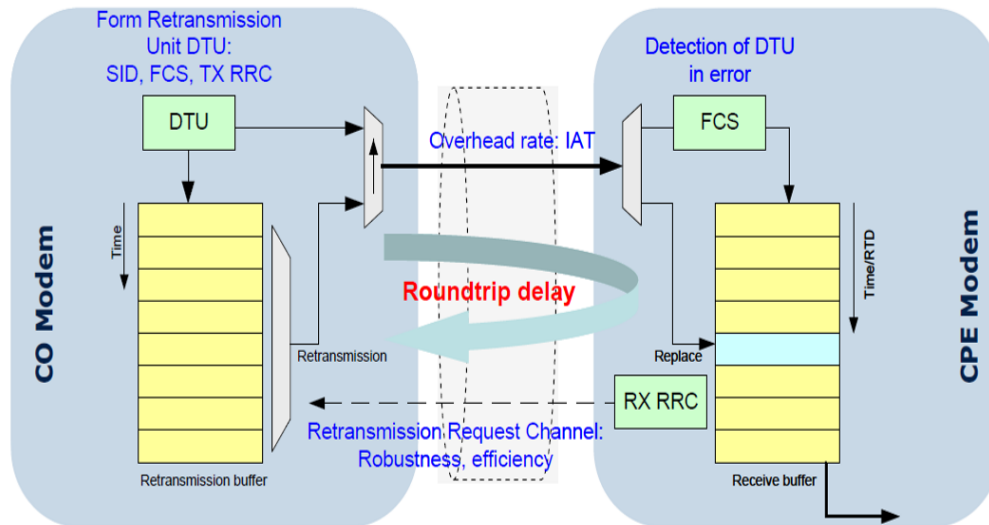 Form Retransmission
Unit DTU:
SID, FCS, TX RRC
DTU
Time
CO Modem
Retransmission buffer
Retransmission
Overhead rate: IAT
Roundtrip delay
Retransmission Request Channel:
Robustness, efficiency
Detection of DTU
in error
FCS
Time/RTD
Replace
RX RRC
Receive buffer
CPE Modem